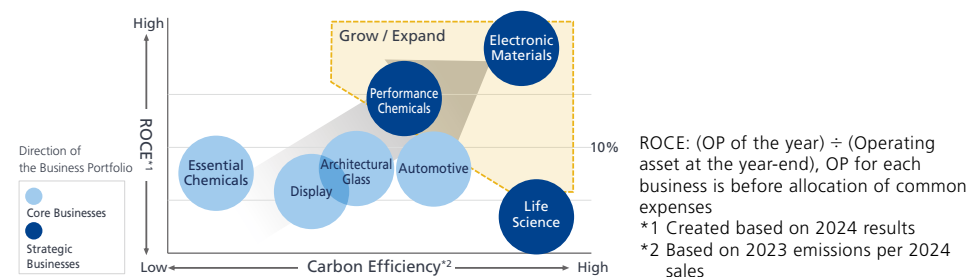 High
Grow / Expand
Electronic
Materials
Performance
Chemicals
ROCE*1
10%
Direction of
the Business Portfolio
Core Businesses
Strategic
Businesses
Essential
Chemicals
Display
Architectural
Glass
Automotive
Life
Science
Low
Carbon Efficiency*2
High
ROCE: (OP of the year) ÷ (Operating
asset at the year-end), OP for each
business is before allocation of common
expenses
*1 Created based on 2024 results
*2 Based on 2023 emissions per 2024
sales